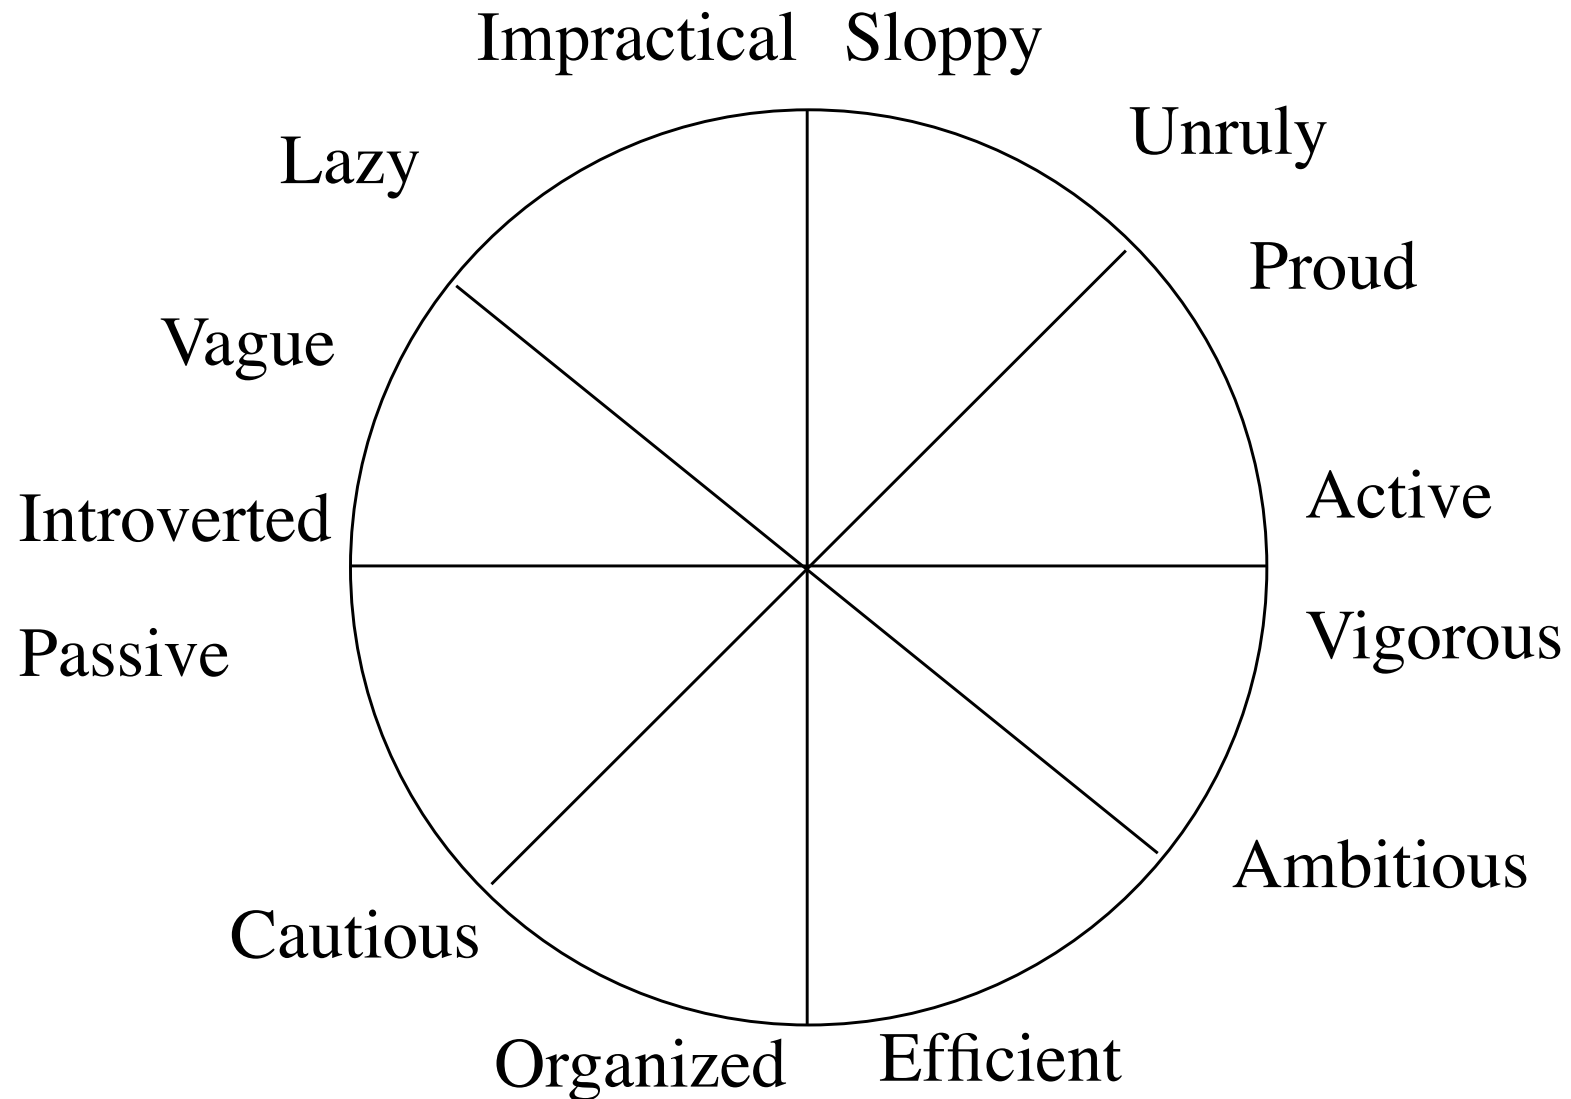 Impractical Sloppy
Unruly
Lazy
Proud
Vague
Active
Introverted
Vigorous
Passive
Ambitious
Cautious
Organized Efficient